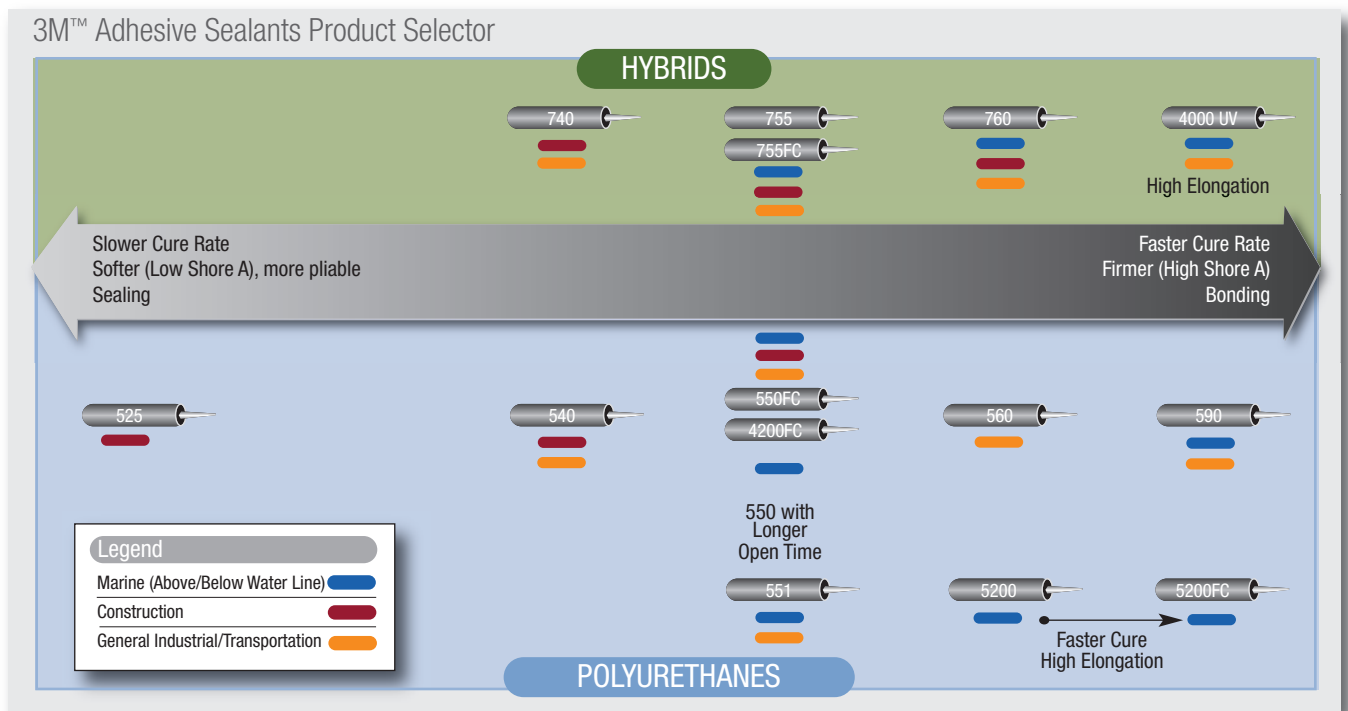 3M™ Adhesive Sealants Product Selector
HYBRIDS
740
755
760
4000 UV
755FC
High Elongation
Slower Cure Rate
Softer (Low Shore A), more pliable
Sealing
Faster Cure Rate
Firmer (High Shore A)
Bonding
525
540
550FC
4200FC
560
590
550 with
Longer
Open Time
551
5200
5200FC
Faster Cure
High Elongation
Legend
Marine (Above/Below Water Line)
Construction
General Industrial/Transportation
POLYURETHANES